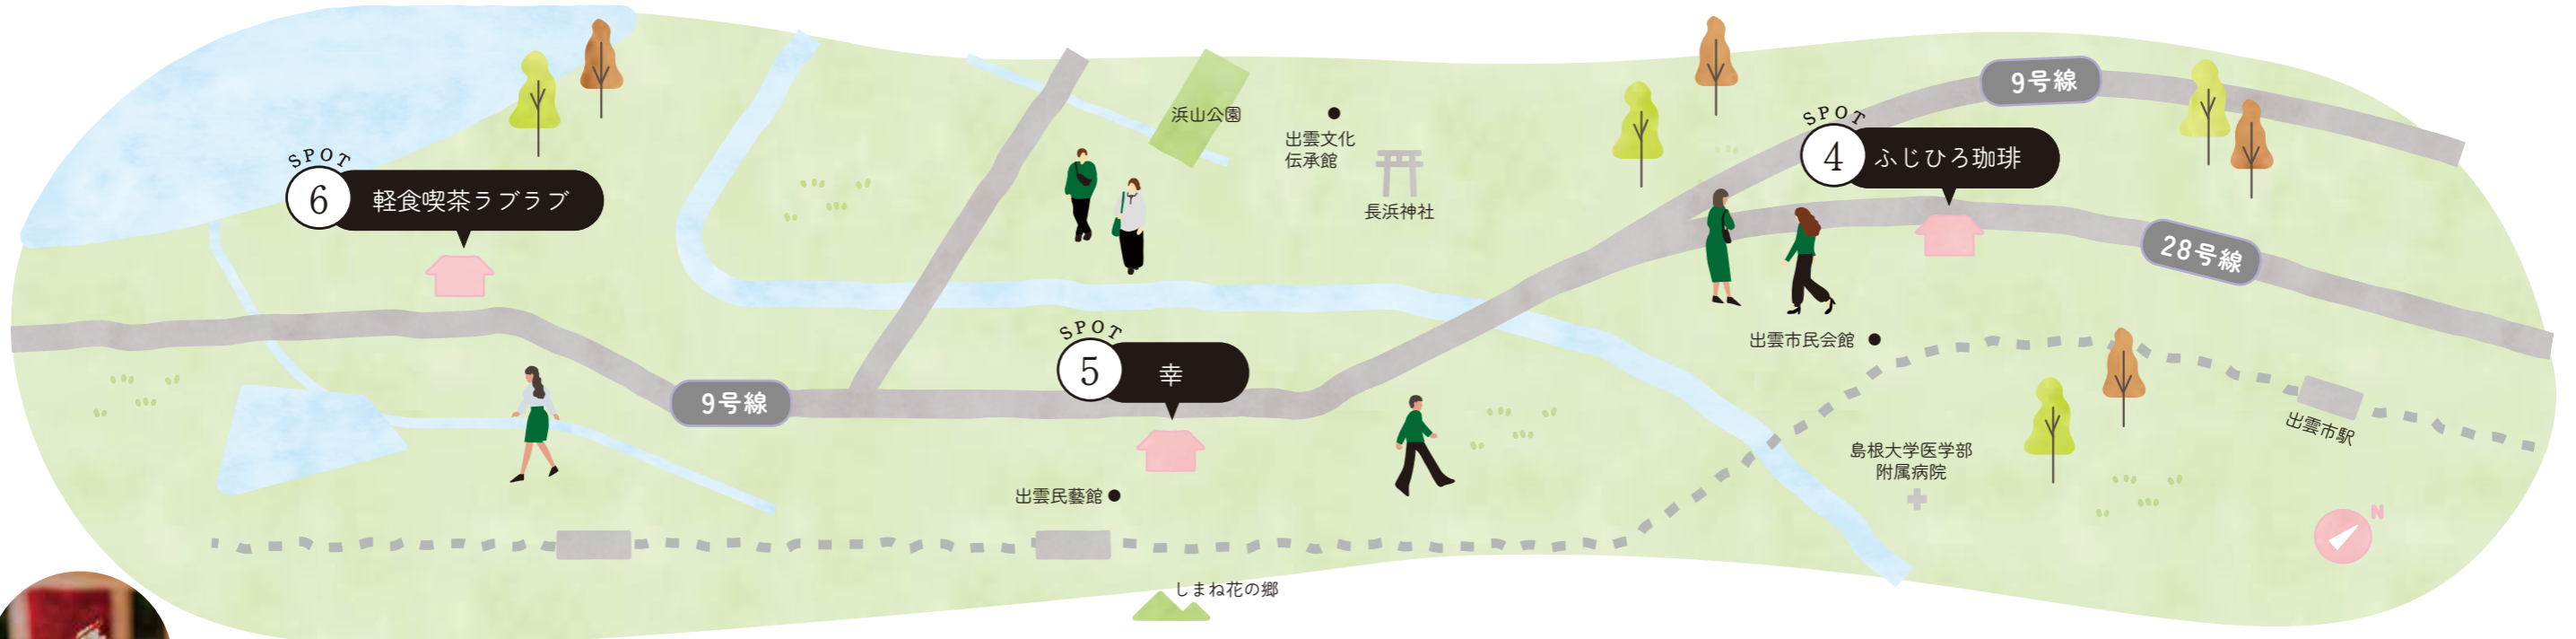 SPOT
6
軽食喫茶ラブラブ
浜山公園
出雲文化
伝承館
長浜神社
9号線
SPOT
4
ふじひろ珈琲
28号線
出雲市民会館
SPOT
5
幸
9号線
出雲民藝館
島根大学医学部
附属病院
出雲市駅
N
しまね花の郷